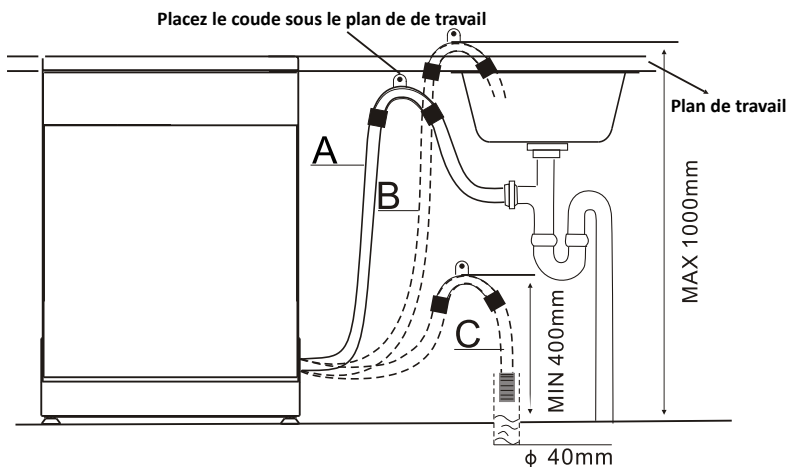 Placez le coude sous le plan de de travail
Plan de travail
A
B
C
MAX 1000mm
MIN 400mm
ϕ 40mm